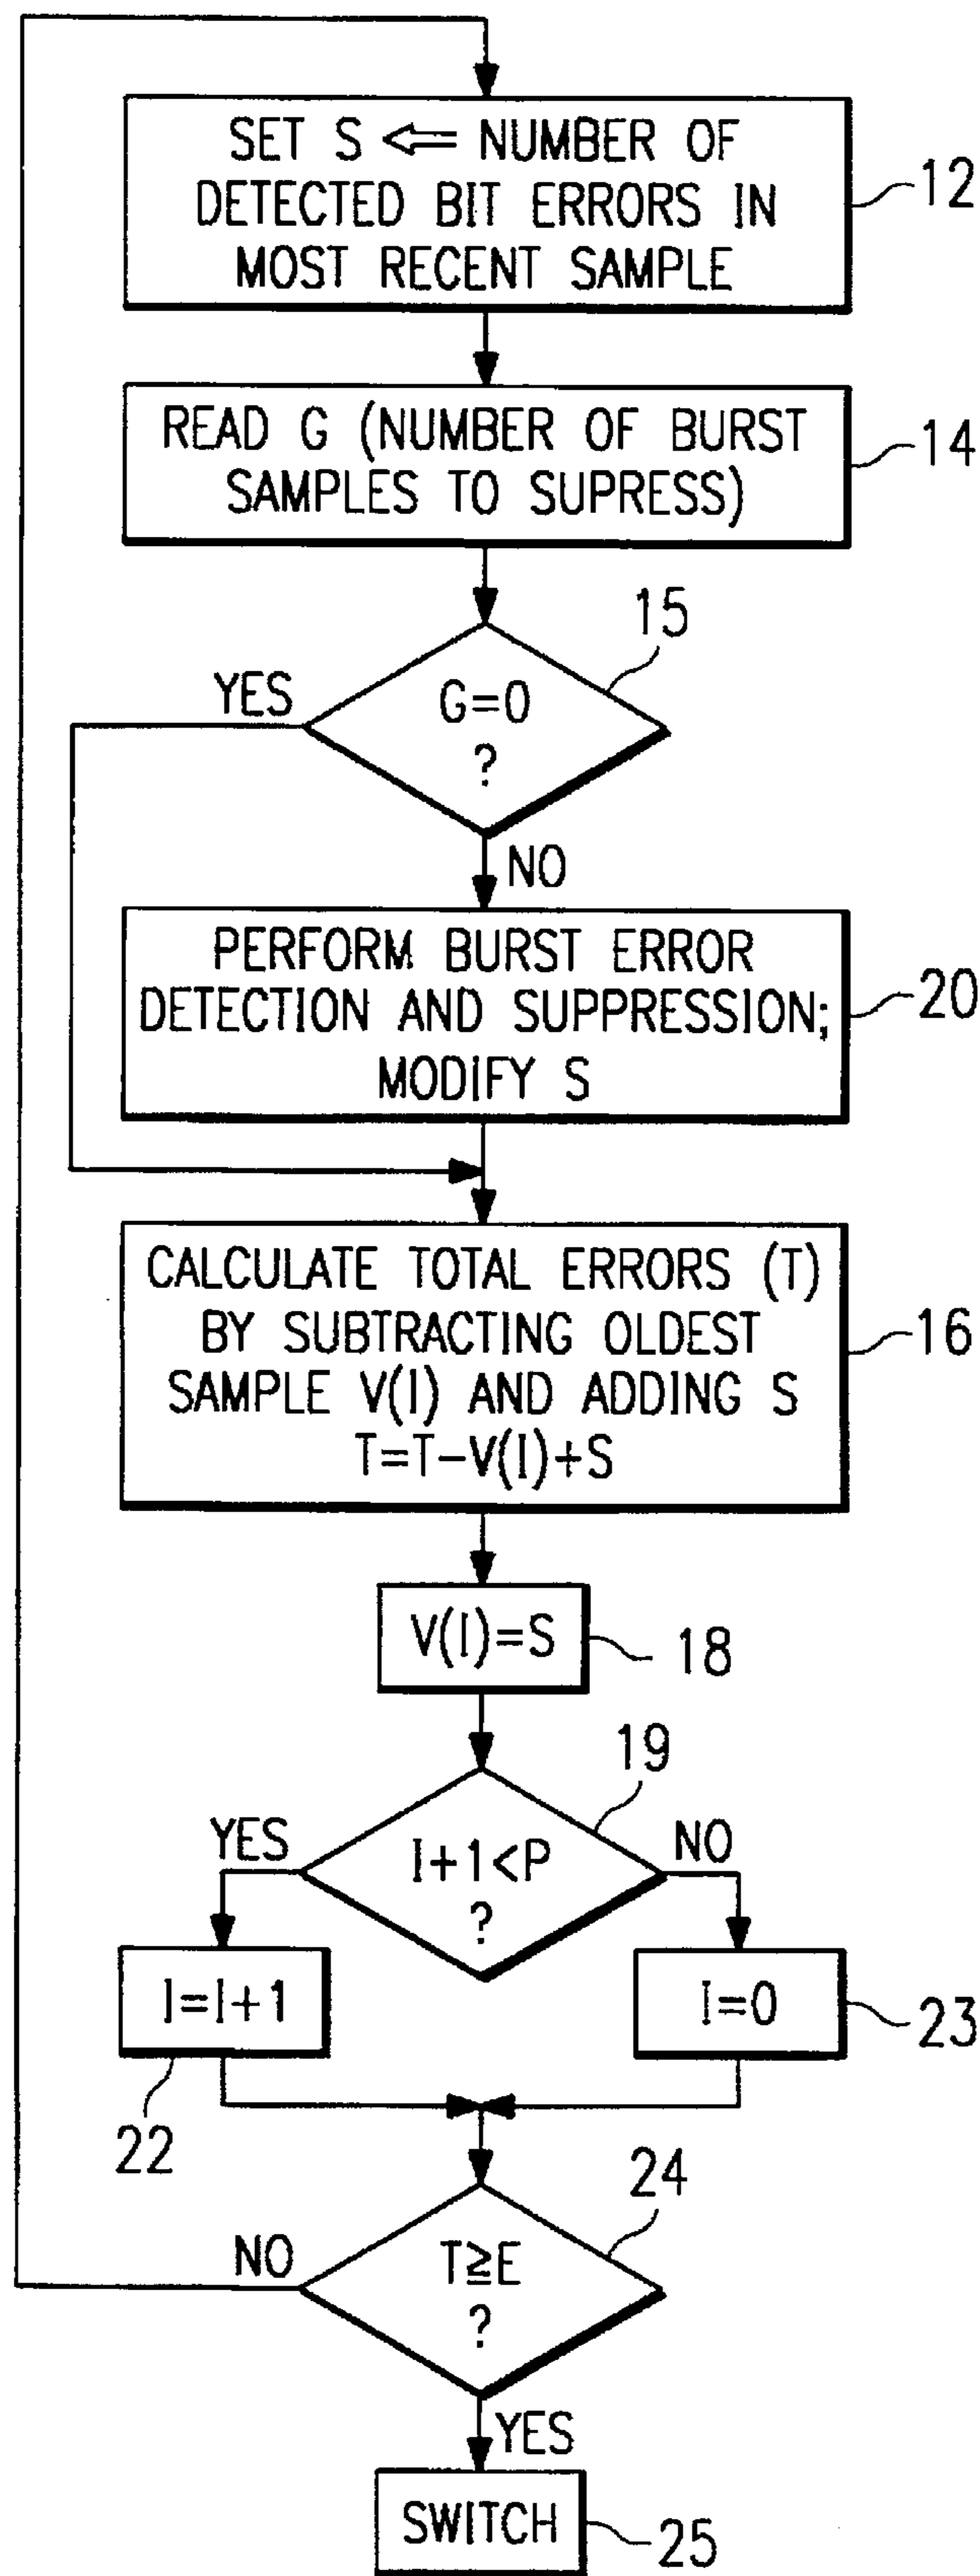 SET S ⇐ NUMBER OF
DETECTED BIT ERRORS IN
MOST RECENT SAMPLE
12
READ G (NUMBER OF BURST
SAMPLES TO SUPRESS)
14
15
YES
G=0
?
NO
PERFORM BURST ERROR
DETECTION AND SUPPRESSION;
MODIFY S
20
CALCULATE TOTAL ERRORS (T)
BY SUBTRACTING OLDEST
SAMPLE V(I) AND ADDING S
T=T-V(I)+S
16
V(I)=S
18
19
YES
I+1<P
?
NO
I=I+1
22
I=0
23
24
NO
T≧E
?
YES
SWITCH
25